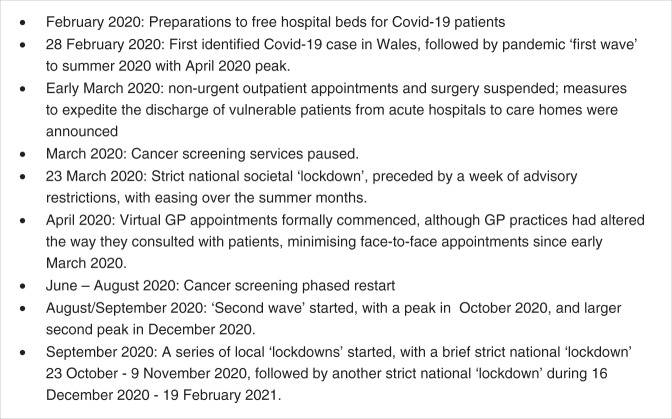 • February 2020: Preparations to free hospital beds for Covid-19 patients
• 28 February 2020: First identified Covid-19 case in Wales, followed by pandemic ‘first wave’
to summer 2020 with April 2020 peak.
• Early March 2020: non-urgent outpatient appointments and surgery suspended; measures
to expedite the discharge of vulnerable patients from acute hospitals to care homes were
announced
• March 2020: Cancer screening services paused.
• 23 March 2020: Strict national societal ‘lockdown’, preceded by a week of advisory
restrictions, with easing over the summer months.
• April 2020: Virtual GP appointments formally commenced, although GP practices had altered
the way they consulted with patients, minimising face-to-face appointments since early
March 2020.
• June – August 2020: Cancer screening phased restart
• August/September 2020: ‘Second wave’ started, with a peak in  October 2020, and larger
second peak in December 2020.
• September 2020: A series of local ‘lockdowns’ started, with a brief strict national ‘lockdown’
23 October - 9 November 2020, followed by another strict national ‘lockdown’ during 16
December 2020 - 19 February 2021.